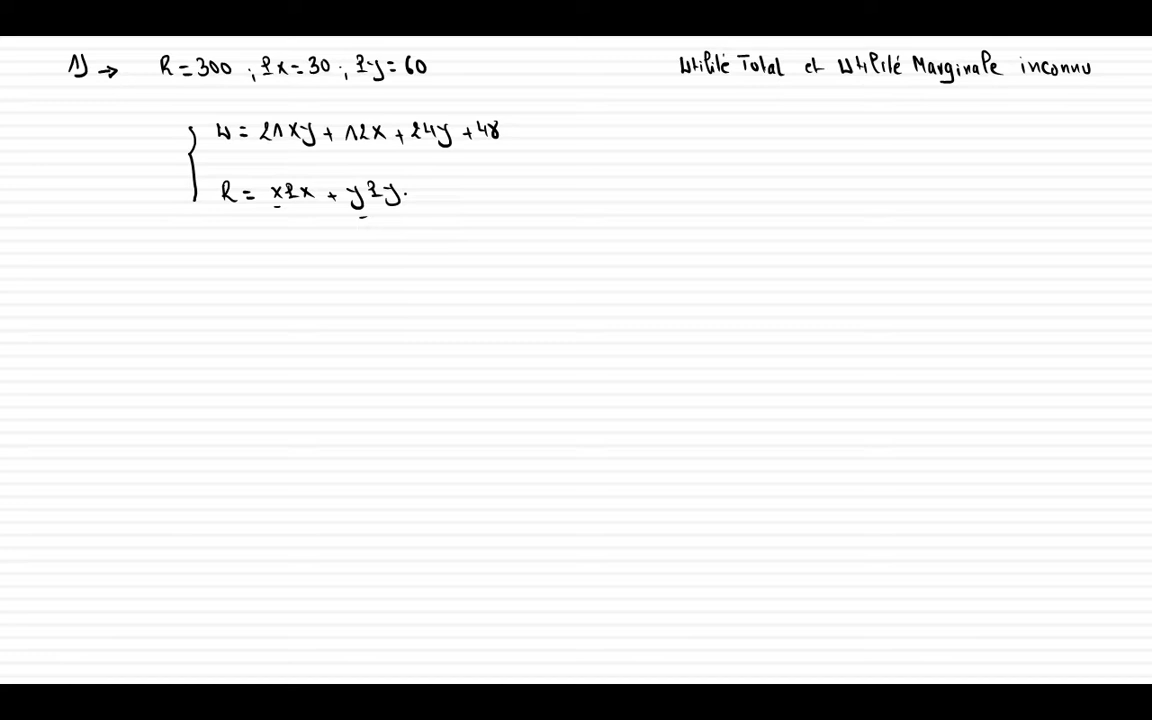 1) → R = 300 ; Px = 30 ; Py = 60
Utilité Total et Utilité Marginale inconnu
U = 21xy + 12x + 24y + 48
R = xPx + yPy.